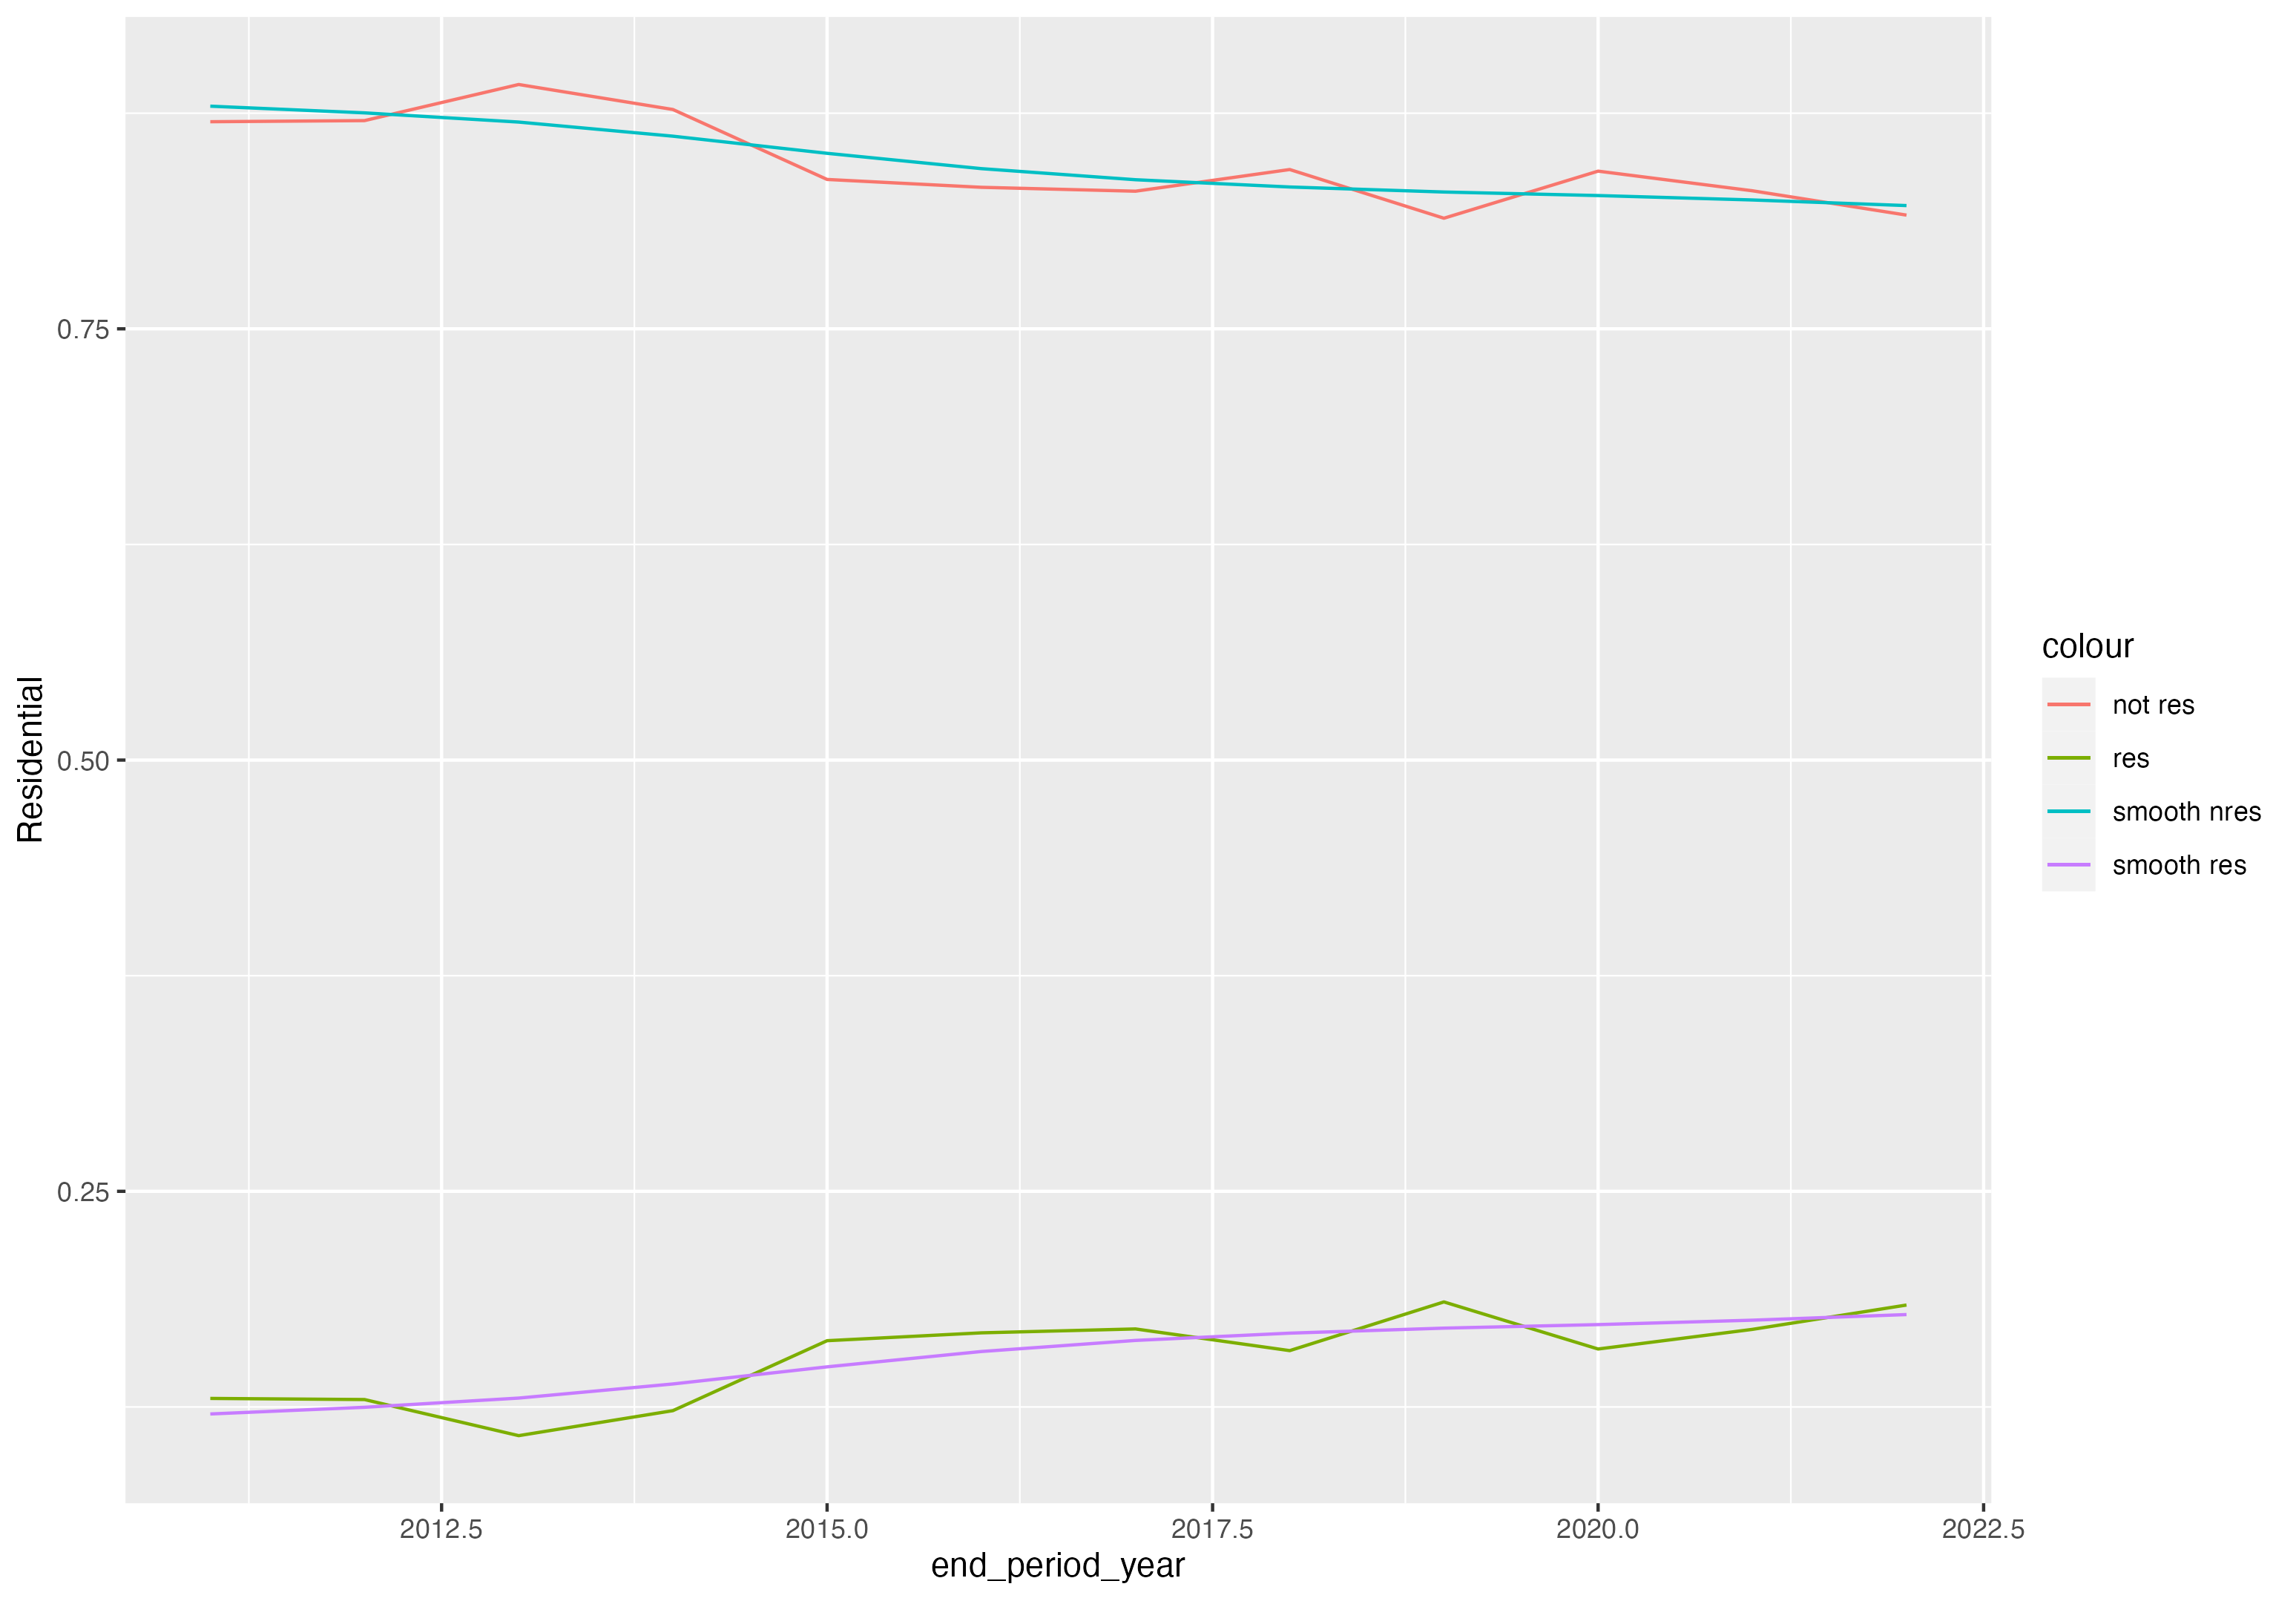 Residential
0.75
0.50
0.25
2012.5
2015.0
2017.5
2020.0
2022.5
end_period_year
colour
not res
res
smooth nres
smooth res